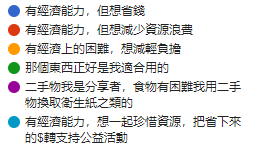 有經濟能力，但想省錢
有經濟能力，但想減少資源浪費
有經濟上的困難，想減輕負擔
那個東西正好是我適合用的
二手物我是分享者，食物有困難我用二手
物換取衛生紙之類的
有經濟能力，想一起珍惜資源，把省下來
的$轉支持公益活動